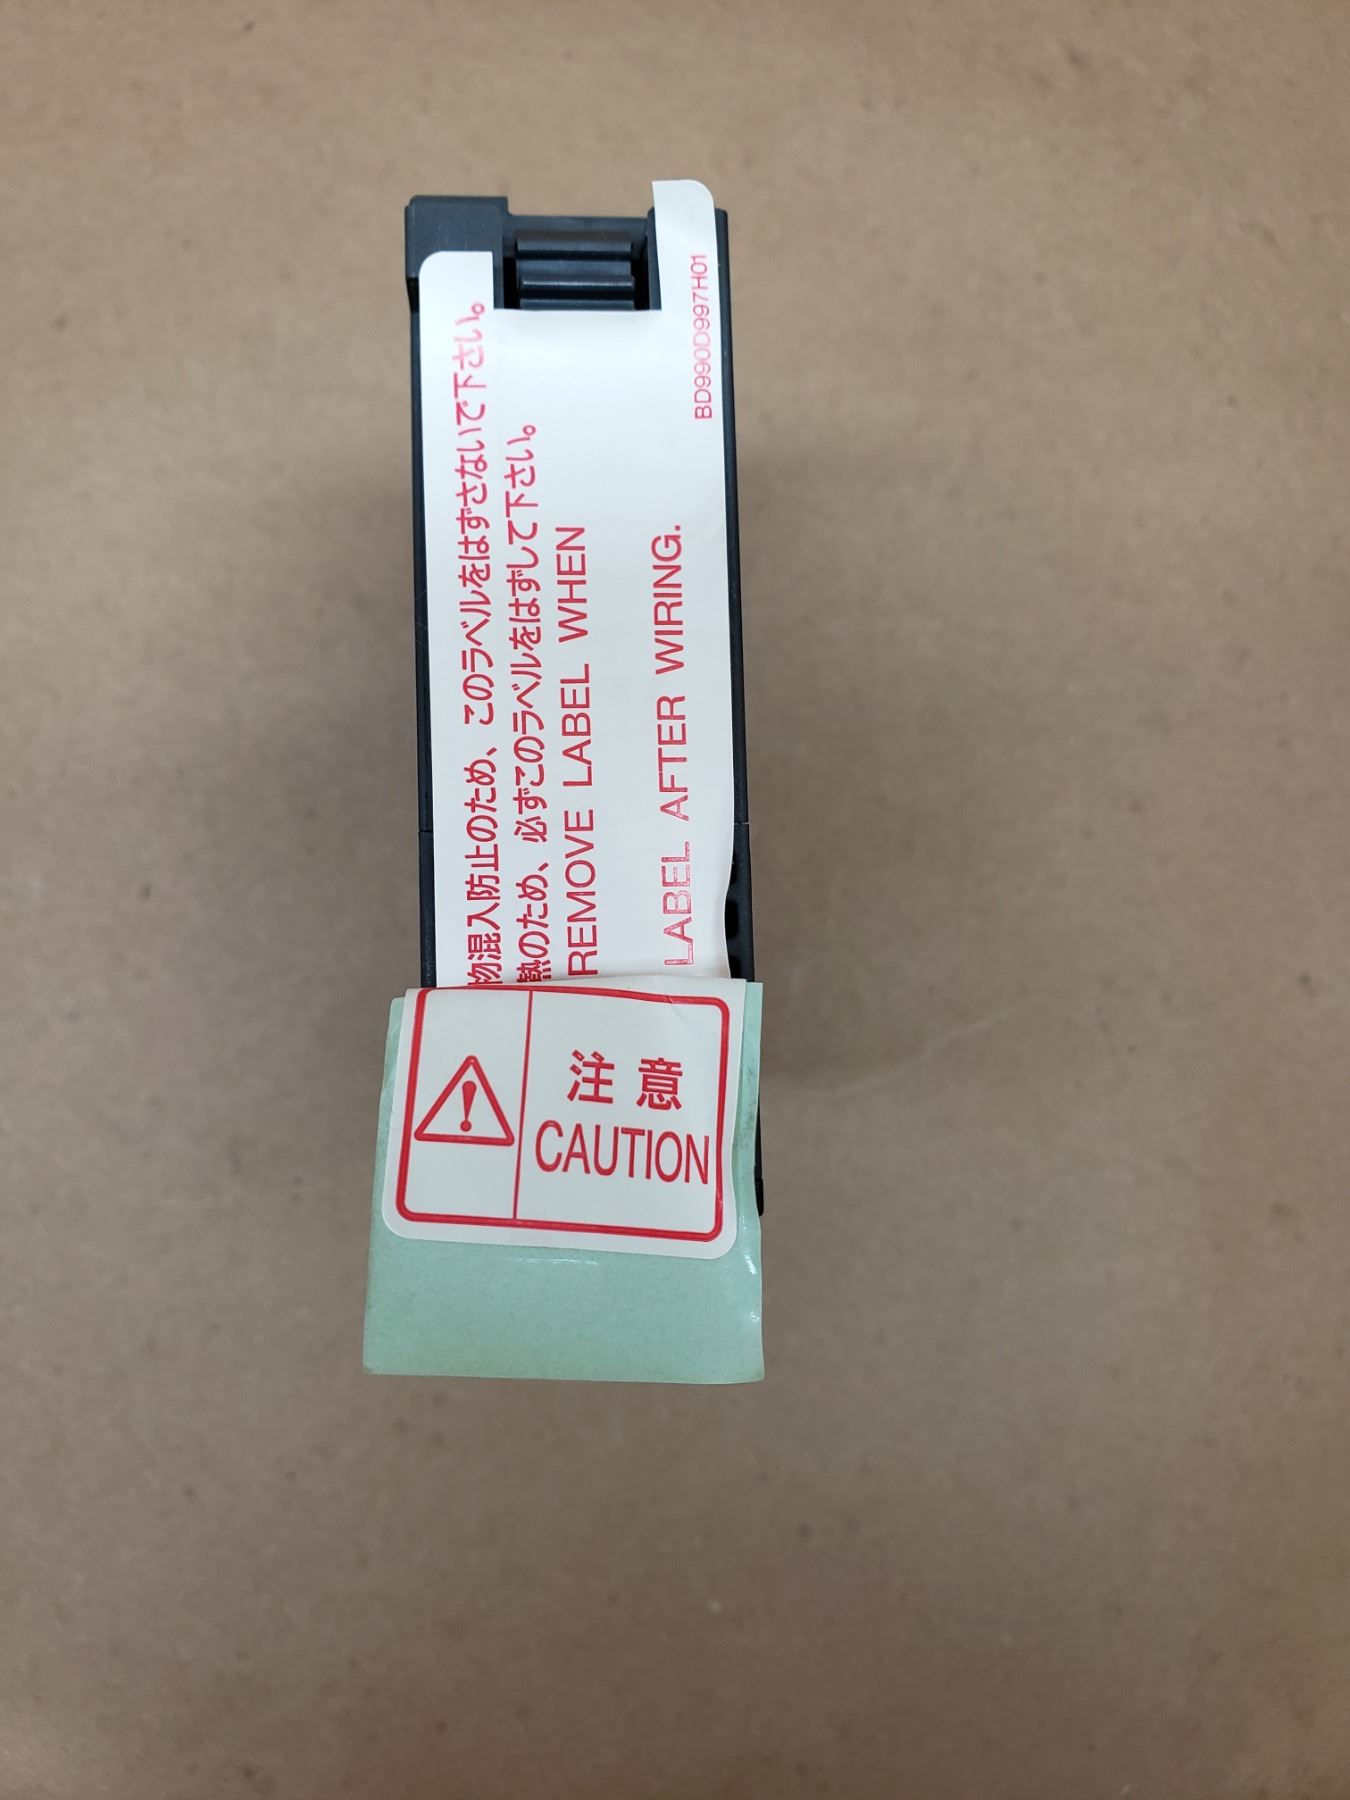 物混入防止のため、このラベルをはずさないで下さい。
熱のため、必ずこのラベルをはずして下さい。
REMOVE LABEL WHEN
LABEL AFTER WIRING.
BD990D997H01
注意
CAUTION